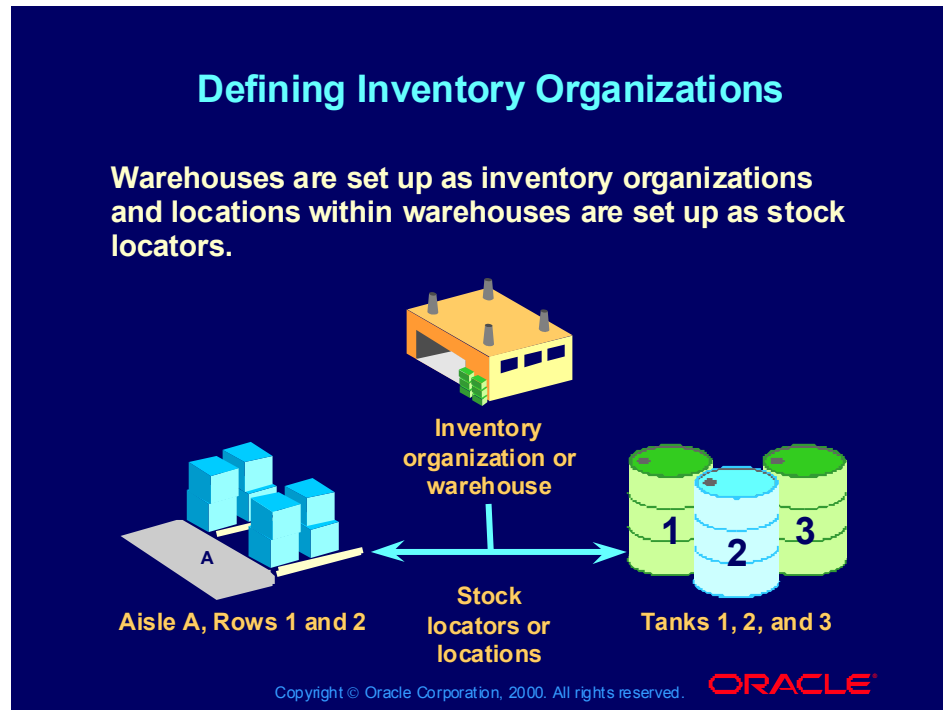 Defining Inventory Organizations
Warehouses are set up as inventory organizations
and locations within warehouses are set up as stock
locators.
Inventory
organization or
warehouse
A
1
2
3
Aisle A, Rows 1 and 2
Stock
locators or
locations
Tanks 1, 2, and 3
Copyright © Oracle Corporation, 2000. All rights reserved.
ORACLE®